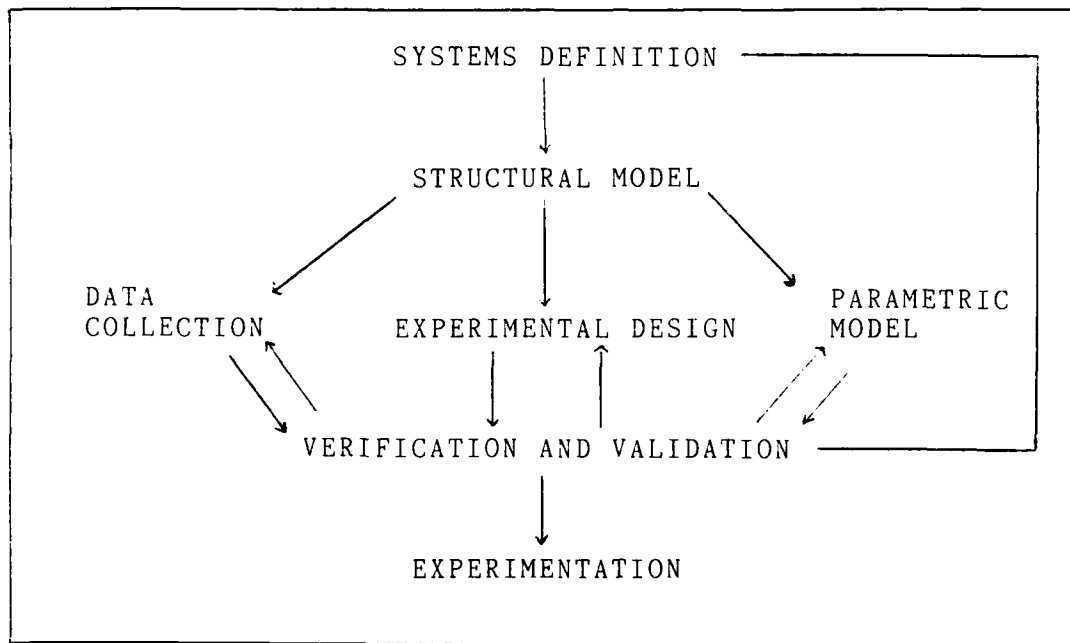 SYSTEMS DEFINITION
STRUCTURAL MODEL
DATA
COLLECTION
EXPERIMENTAL DESIGN
PARAMETRIC
MODEL
VERIFICATION AND VALIDATION
EXPERIMENTATION